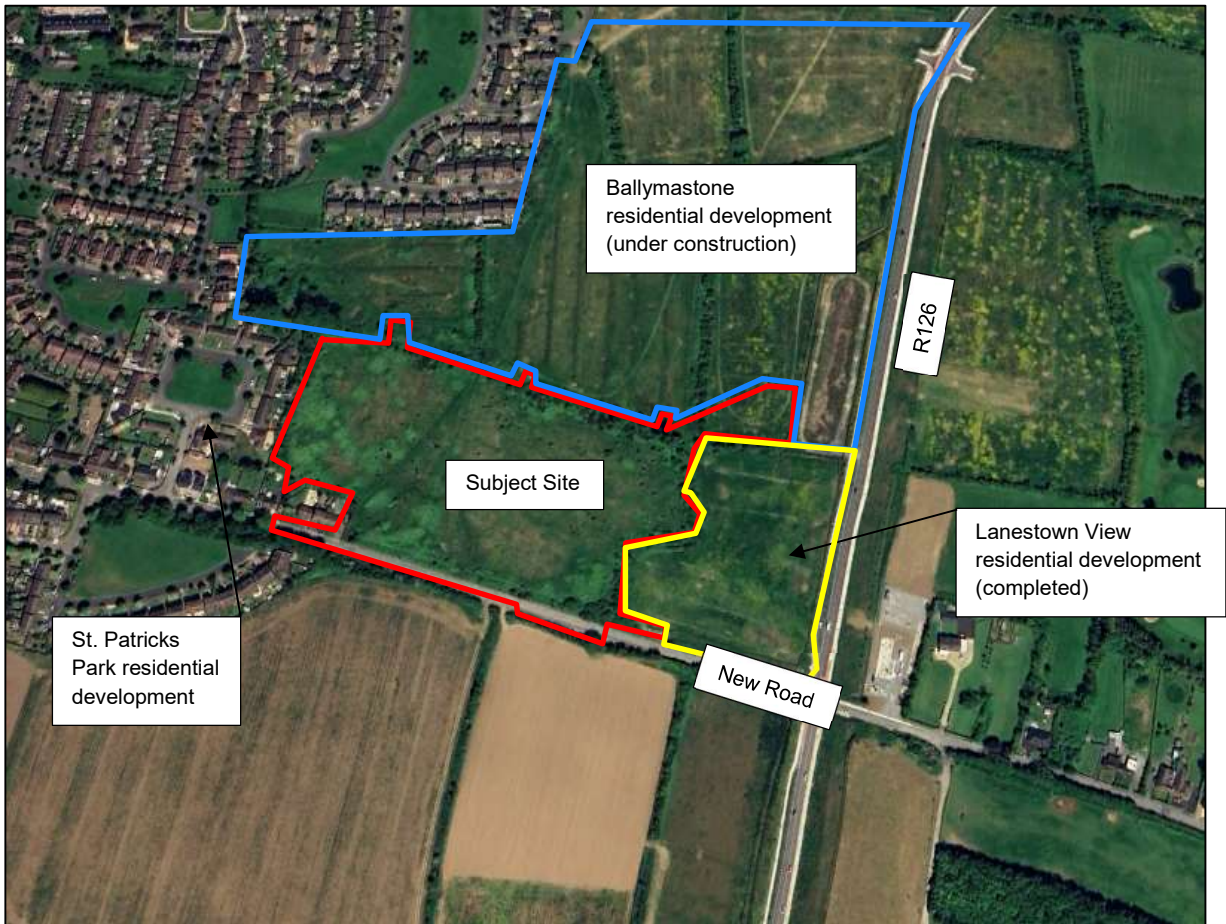 Ballymastone
residential development
(under construction)
R126
Subject Site
Lanestown View
residential development
(completed)
St. Patricks
Park residential
development
New Road